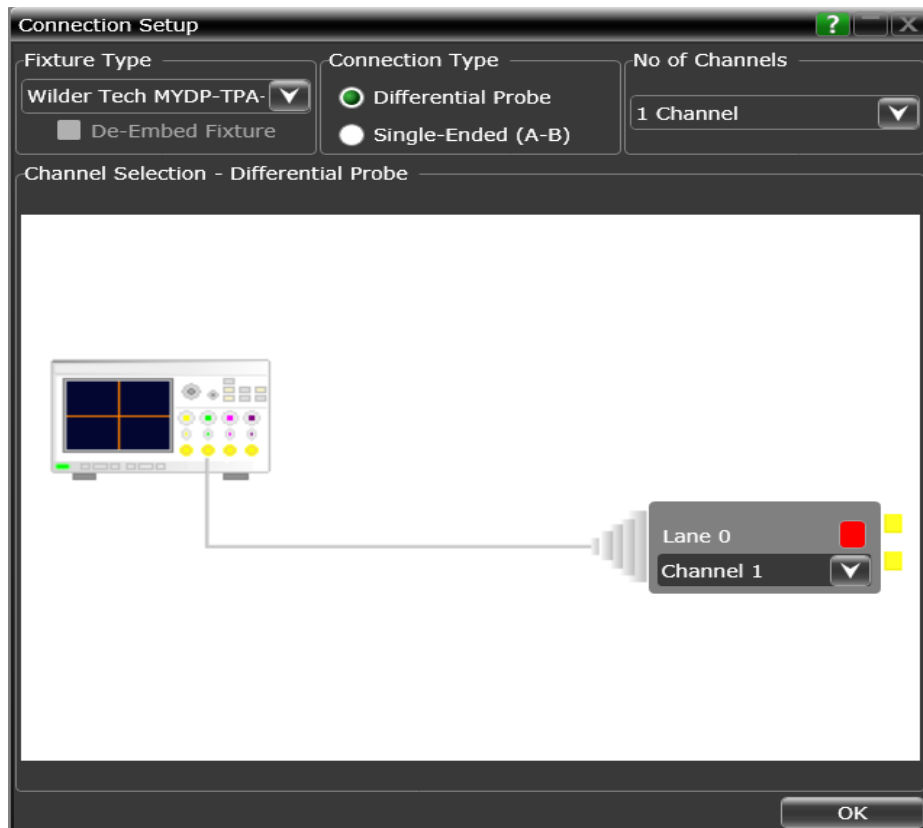 Connection Setup
?
X
Fixture Type
Connection Type
No of Channels
Wilder Tech MYDP-TPA-
Differential Probe
1 Channel
De-Embed Fixture
Single-Ended (A-B)
Channel Selection - Differential Probe
Lane 0
Channel 1
OK